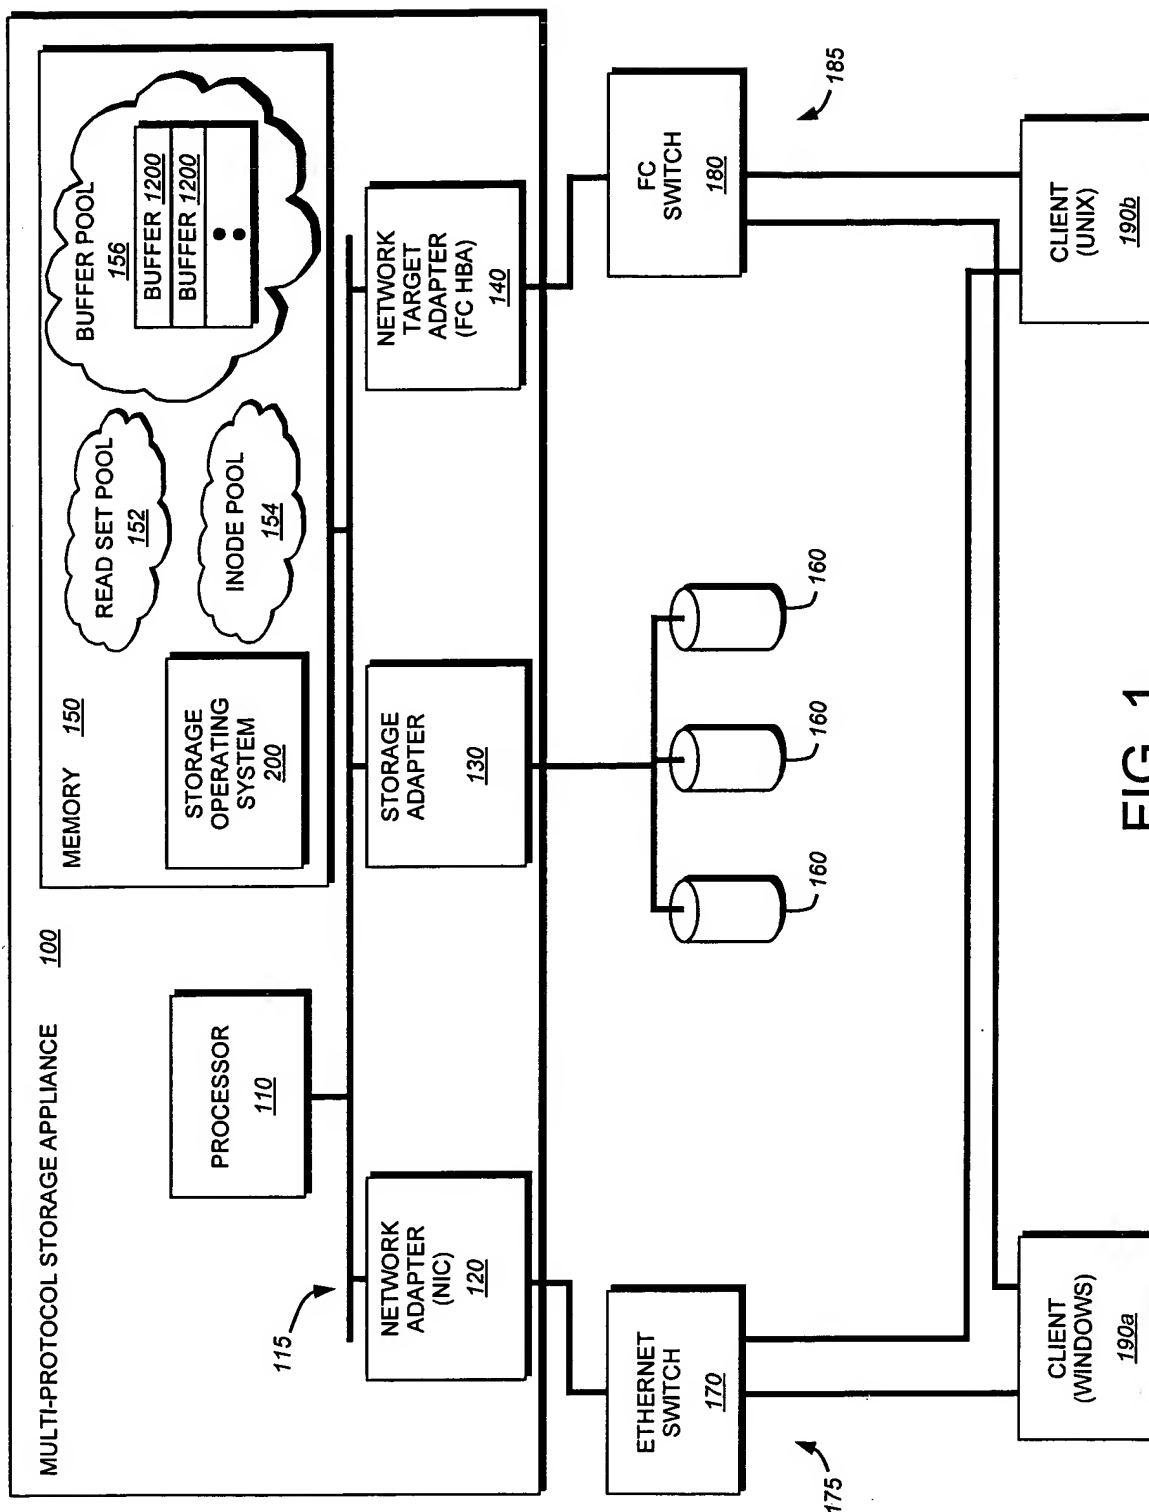 MULTI-PROTOCOL STORAGE APPLIANCE 100
MEMORY 150
STORAGE
OPERATING
SYSTEM
200
READ SET POOL
152
INODE POOL
154
BUFFER POOL
156
BUFFER 1200
BUFFER 1200
PROCESSOR
110
115
NETWORK
ADAPTER
(NIC)
120
STORAGE
ADAPTER
130
NETWORK
TARGET
ADAPTER
(FC HBA)
140
ETHERNET
SWITCH
170
175
160
160
160
FC
SWITCH
180
185
CLIENT
(WINDOWS)
190a
CLIENT
(UNIX)
190b
FIG. 1